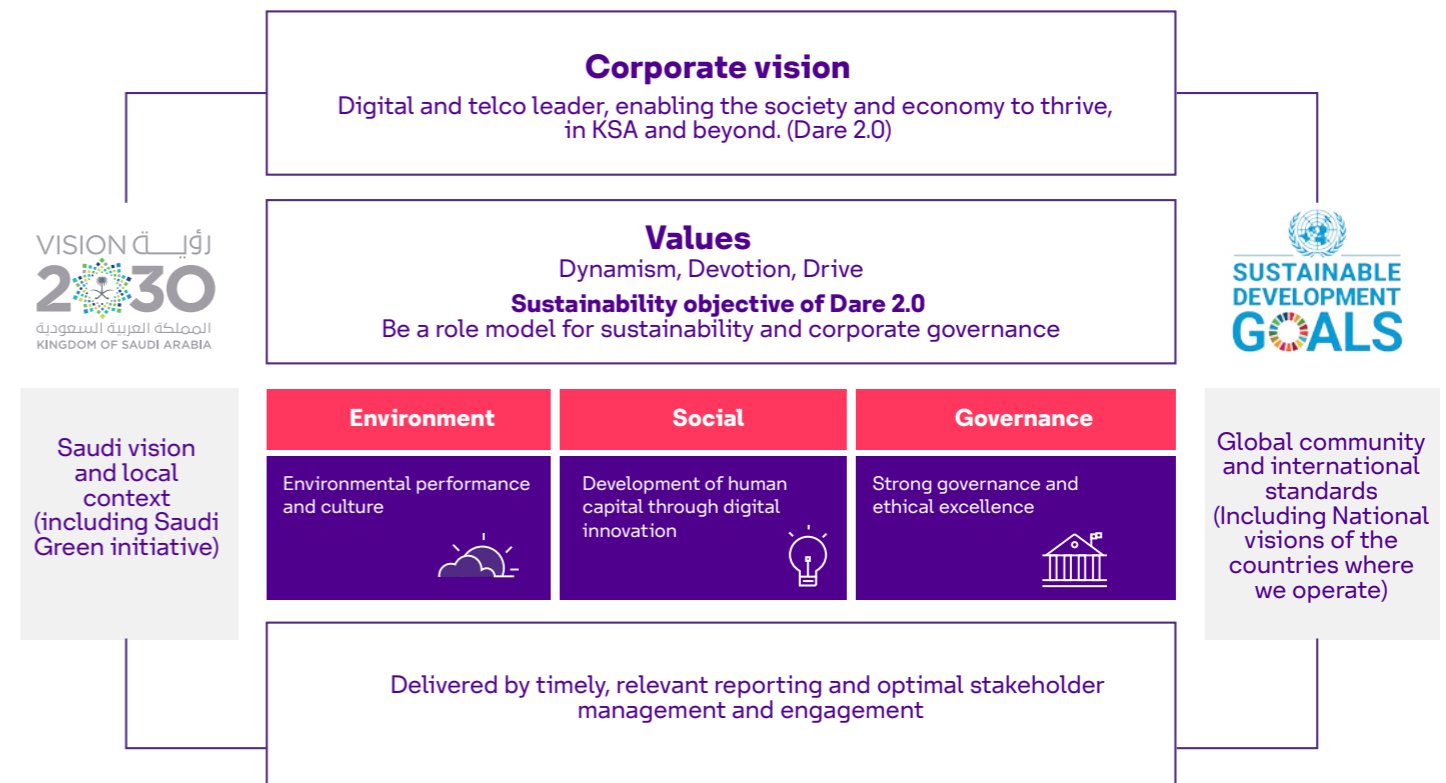 Corporate vision
Digital and telco leader, enabling the society and economy to thrive,
in KSA and beyond. (Dare 2.0)
VISION رؤيـــة
2030
المملكة العربية السعودية
KINGDOM OF SAUDI ARABIA
Values
Dynamism, Devotion, Drive
Sustainability objective of Dare 2.0
Be a role model for sustainability and corporate governance
SUSTAINABLE
DEVELOPMENT
GOALS
Saudi vision
and local
context
(including Saudi
Green initiative)
Environment
Environmental performance
and culture
Social
Development of human
capital through digital
innovation
Governance
Strong governance and
ethical excellence
Global community
and international
standards
(Including National
visions of the
countries where
we operate)
Delivered by timely, relevant reporting and optimal stakeholder
management and engagement